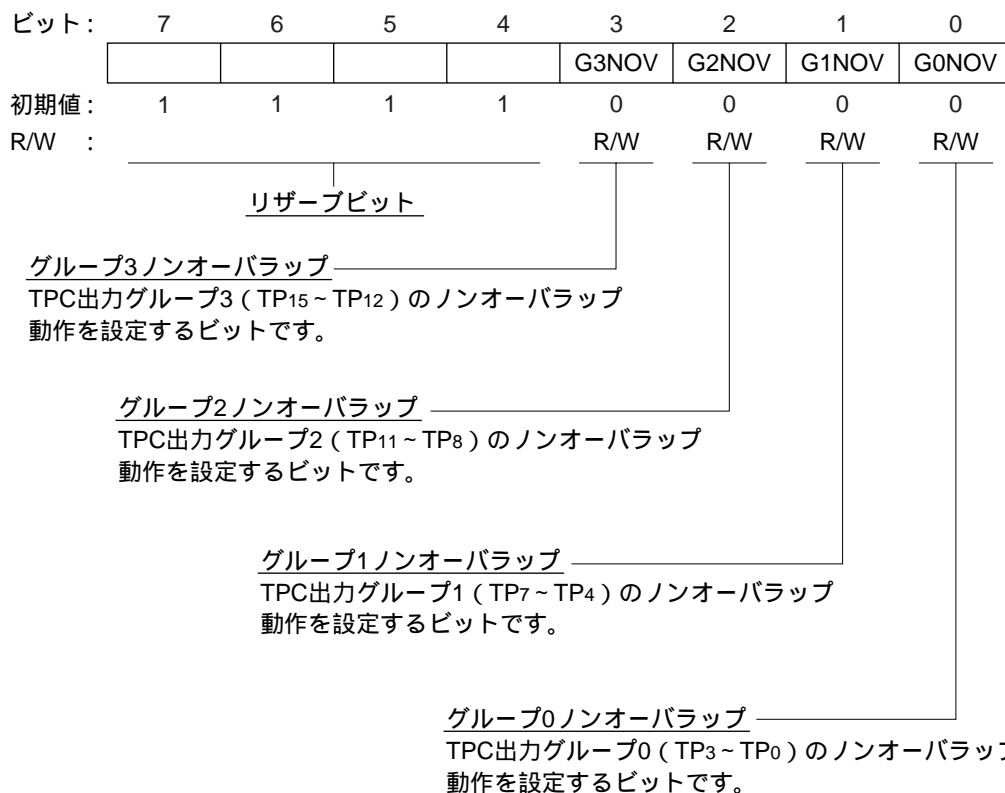 ビット： 7 6 5 4 3 2 1 0
G3NOV G2NOV G1NOV G0NOV
初期値： 1 1 1 1 0 0 0 0
R/W ： R/W R/W R/W R/W
リザーブビット
グループ3ノンオーバラップ
TPC出力グループ3（TP15～TP12）のノンオーバラップ
動作を設定するビットです。
グループ2ノンオーバラップ
TPC出力グループ2（TP11～TP8）のノンオーバラップ
動作を設定するビットです。
グループ1ノンオーバラップ
TPC出力グループ1（TP7～TP4）のノンオーバラップ
動作を設定するビットです。
グループ0ノンオーバラップ
TPC出力グループ0（TP3～TP0）のノンオーバラップ
動作を設定するビットです。